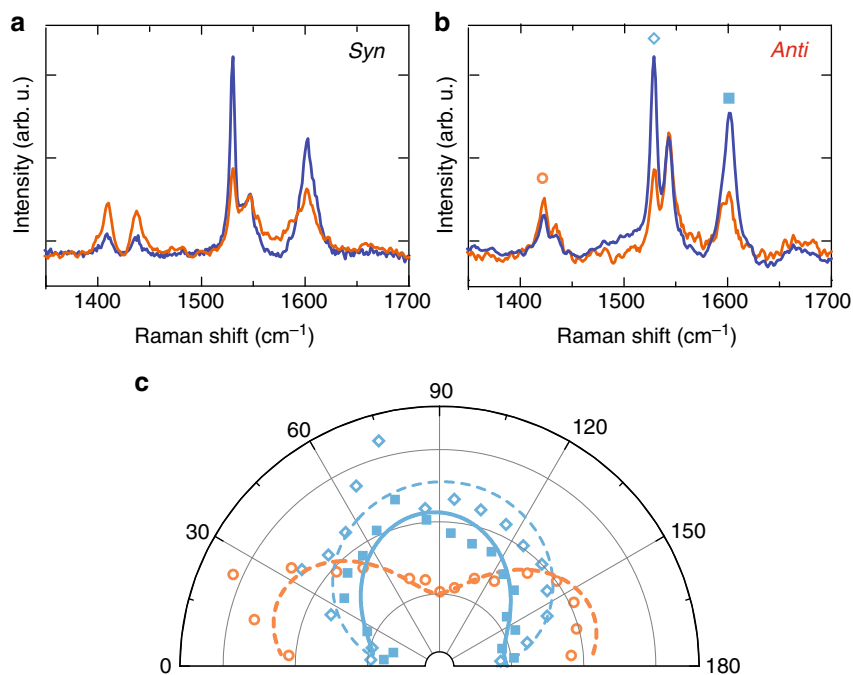 a
b
Syn
Anti
Intensity (arb. u.)
Intensity (arb. u.)
1400 1500 1600 1700
1400 1500 1600 1700
Raman shift (cm⁻¹)
Raman shift (cm⁻¹)
c
90
60 120
30 150
0 180